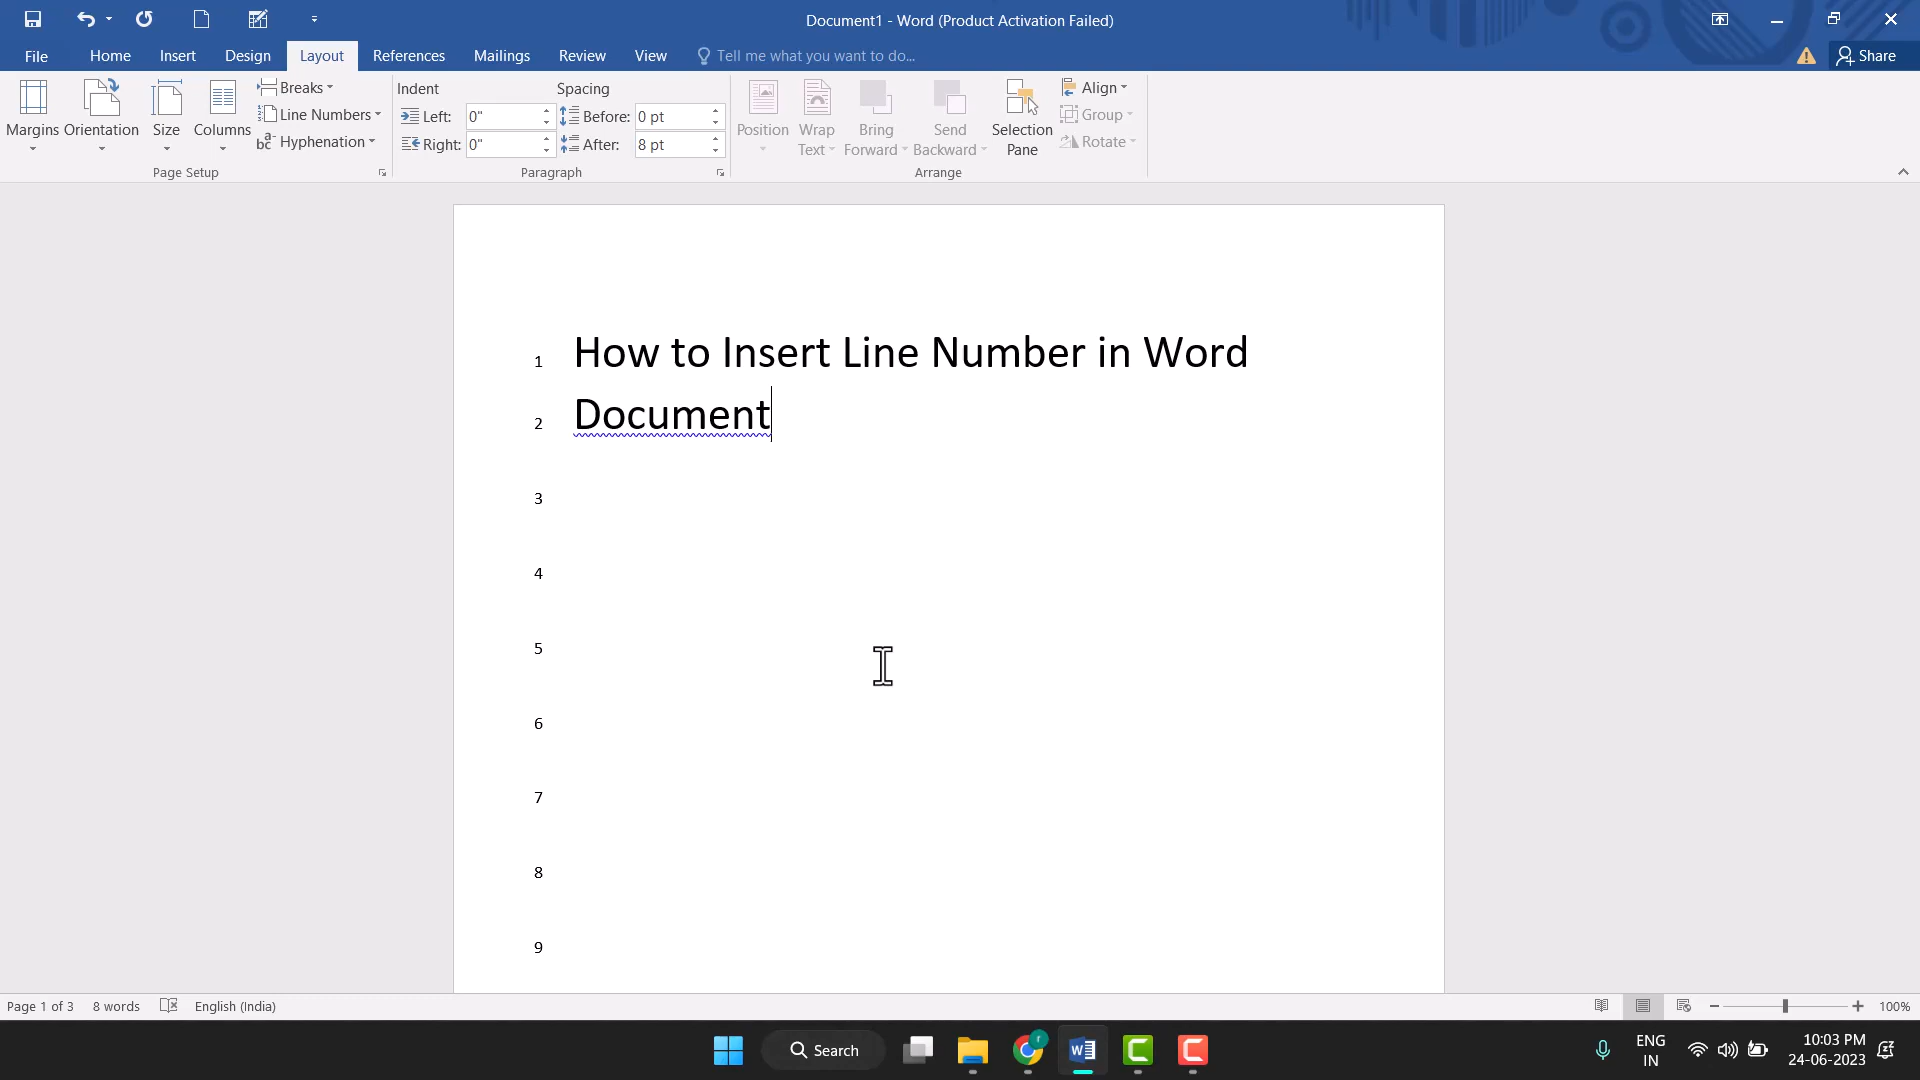 Document1 - Word (Product Activation Failed)
File Home Insert Design Layout References Mailings Review View Tell me what you want to do... Share
Margins Orientation Size Columns
Breaks
Line Numbers
Hyphenation
Page Setup
Indent Spacing
Left: 0" Before: 0 pt
Right: 0" After: 8 pt
Paragraph
Position Wrap Text Bring Forward Send Backward Selection Pane
Align
Group
Rotate
Arrange
1 How to Insert Line Number in Word
2 Document
3
4
5
6
7
8
9
Page 1 of 3 8 words English (India) 100%
Search
ENG
IN
10:03 PM
24-06-2023